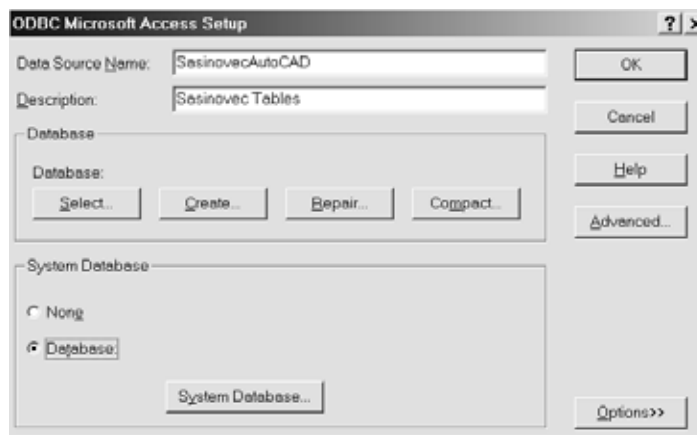 ODBC Microsoft Access Setup
Data Source Name: SasinovecAutoCAD
Description: Sasinovec Tables
OK
Cancel
Help
Advanced...
Database
Database:
Select... Create... Repair... Compact...
System Database
None
Database:
System Database...
Options>>